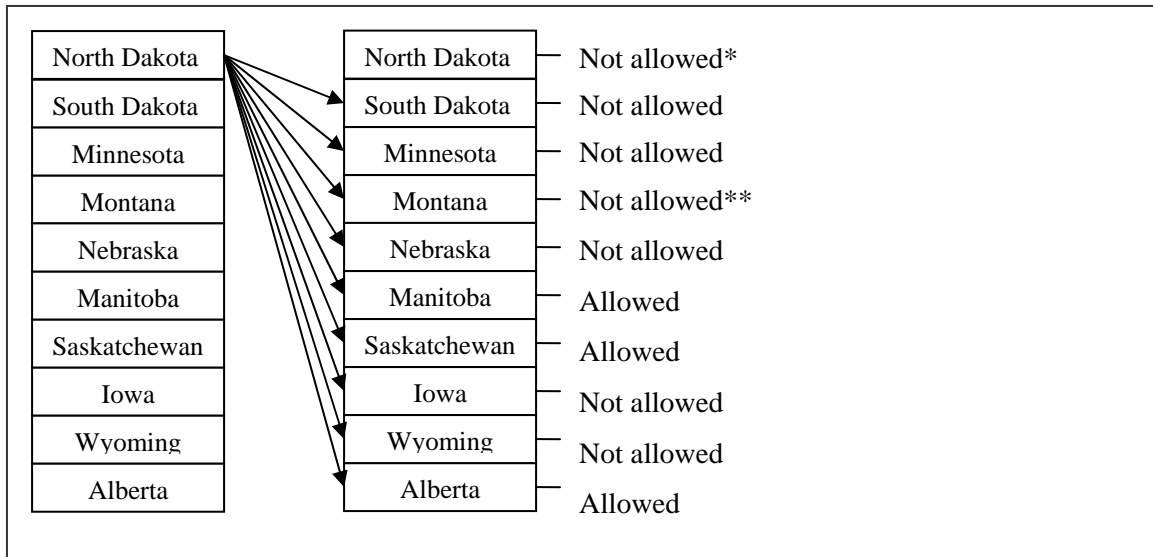 North Dakota North Dakota Not allowed*
South Dakota South Dakota Not allowed
Minnesota Minnesota Not allowed
Montana Montana Not allowed**
Nebraska Nebraska Not allowed
Manitoba Manitoba Allowed
Saskatchewan Saskatchewan Allowed
Iowa Iowa Not allowed
Wyoming Wyoming Not allowed
Alberta Alberta Allowed